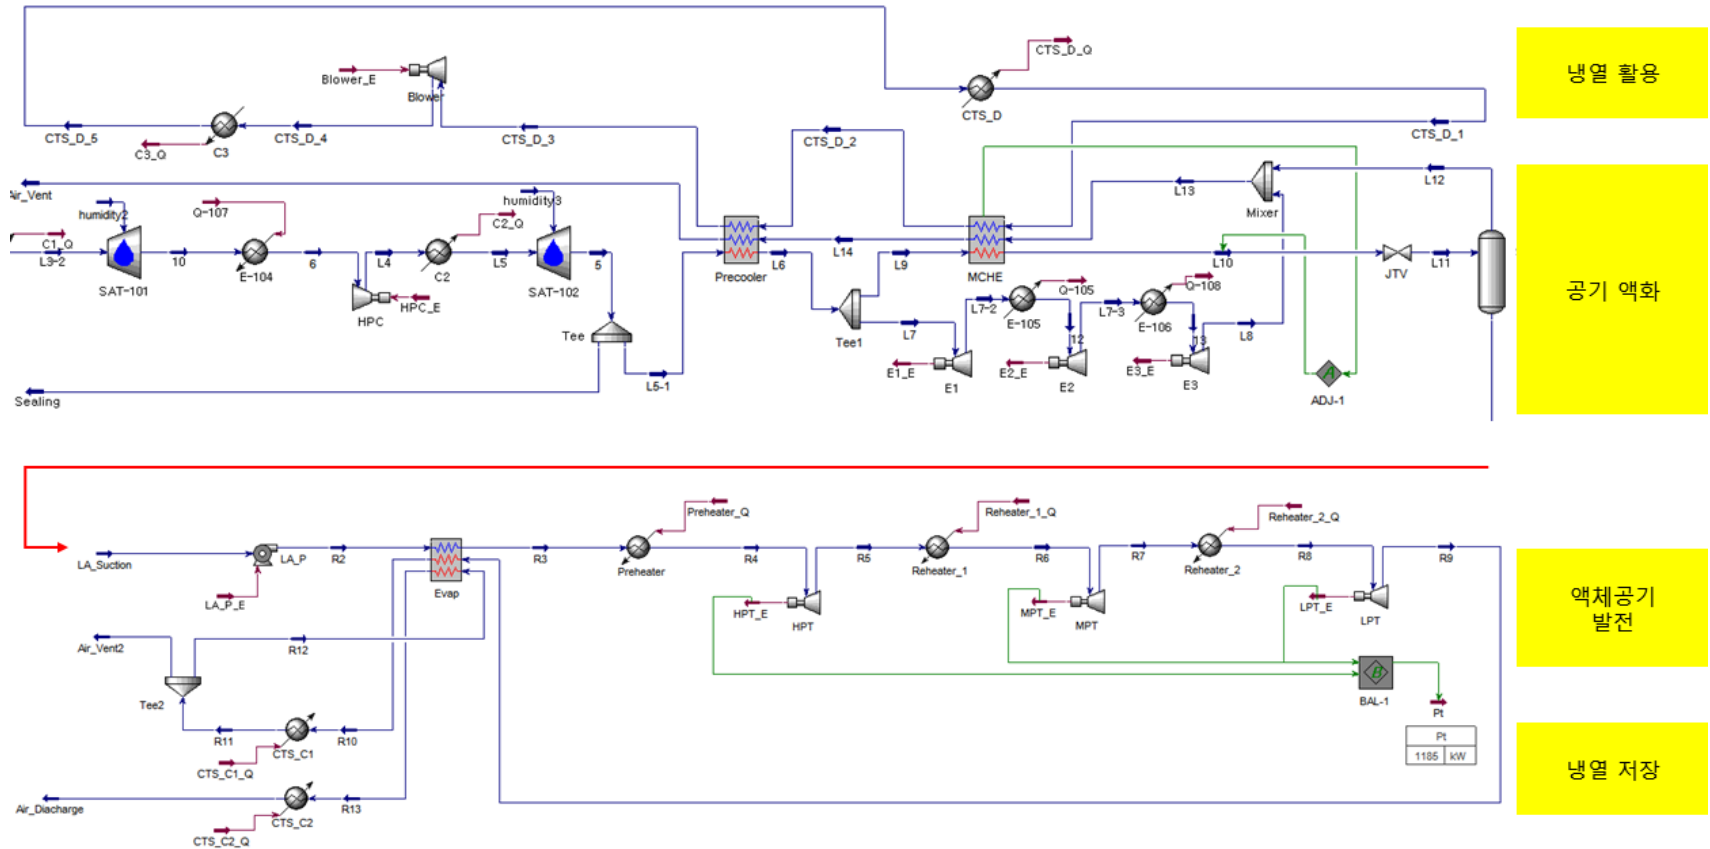 CTS_D_Q
Blower_E
Blower
CTS_D
냉열 활용
CTS_D_5
C3_Q
C3
CTS_D_4
CTS_D_3
CTS_D_2
CTS_D_1
Air_Vent
humidity2
Q-107
C2_Q
humidity3
L13
Mixer
L12
C1_Q
L3-2
SAT-101
10
E-104
6
L4
C2
L5
SAT-102
5
Precooler
L6
L14
L9
MCHE
L10
JTV
L11
HPC
HPC_E
Tee
Tee1
L7
L7-2
Q-105
E-105
12
L7-3
Q-108
E-106
13
L8
공기 액화
Sealing
L5-1
E1_E
E1
E2_E
E2
E3_E
E3
ADJ-1
Preheater_Q
Reheater_1_Q
Reheater_2_Q
LA_Suction
LA_P
R2
LA_P_E
Evap
R3
Preheater
R4
R5
Reheater_1
R6
R7
Reheater_2
R8
R9
HPT_E
HPT
MPT_E
MPT
LPT_E
LPT
액체공기
발전
Air_Vent2
R12
Tee2
R11
CTS_C1
R10
CTS_C1_Q
BAL-1
Pt
Pt
1185 kW
냉열 저장
Air_Diacharge
CTS_C2
R13
CTS_C2_Q